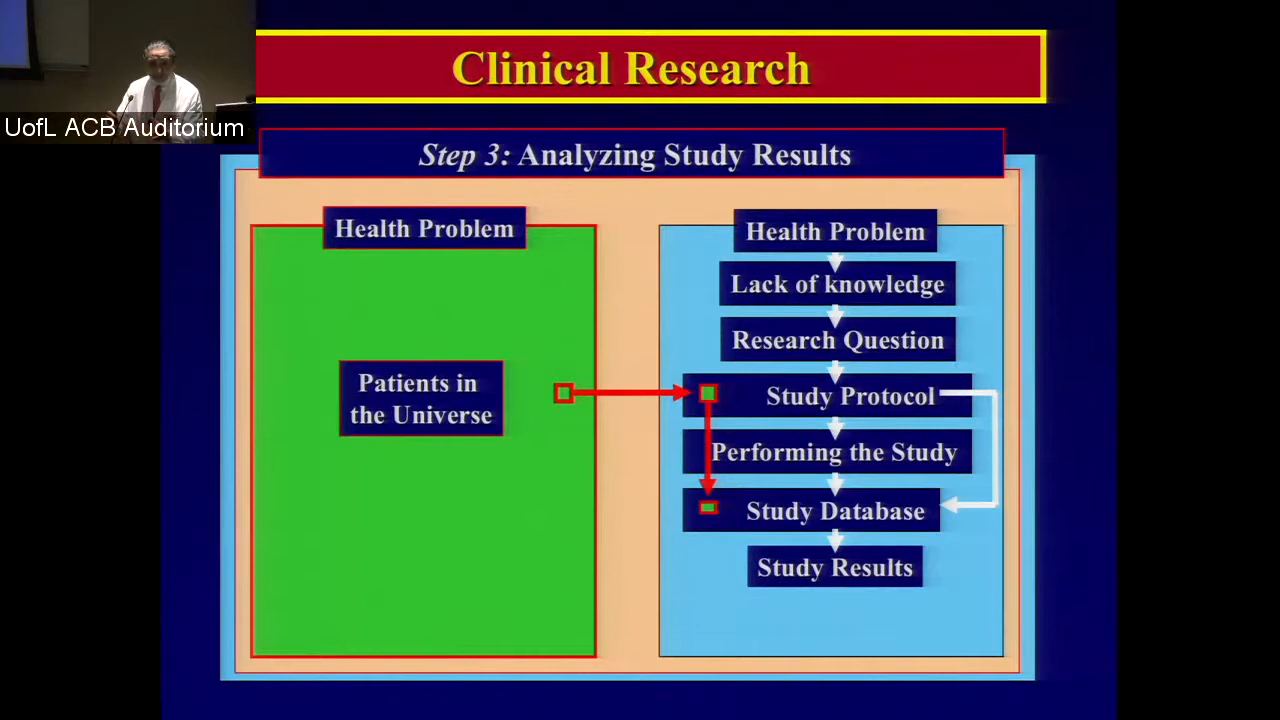 Clinical Research
UofL ACB Auditorium
Step 3: Analyzing Study Results
Health Problem
Patients in
the Universe
Health Problem
Lack of knowledge
Research Question
Study Protocol
Performing the Study
Study Database
Study Results